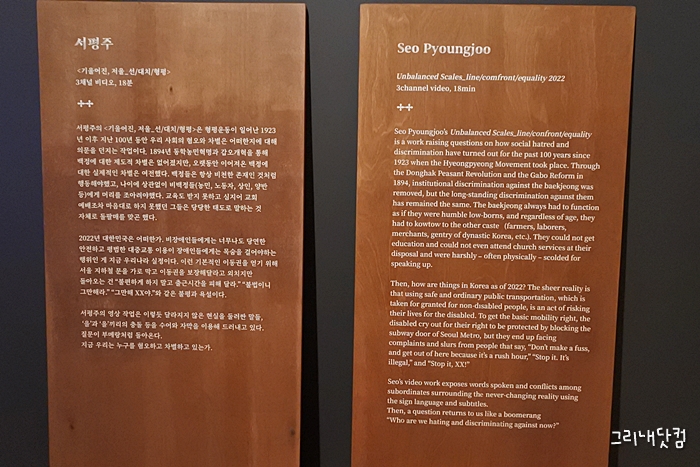 서평주
<기울어진, 저울_선/대치/형평>
3채널 비디오, 18분
서평주의 <기울어진, 저울_선/대치/형평>은 형평운동이 일어난 1923
년 이후 지난 100년 동안 우리 사회의 혐오와 차별은 어떠한지에 대해
의문을 던지는 작업이다. 1894년 동학농민혁명과 갑오개혁을 통해
백정에 대한 제도적 차별은 없어졌지만, 오랫동안 이어져온 백정에
대한 실제적인 차별은 여전했다. 백정들은 항상 비천한 존재인 것처럼
행동해야했고, 나이에 상관없이 비백정들(농민, 노동자, 상인, 양반
등)에게 머리를 조아려야했다. 교육도 받지 못하고 심지어 교회
예배조차 마음대로 하지 못했던 그들은 당당한 태도로 말하는 것
자체로 돌팔매를 맞곤 했다.
2022년 대한민국은 어떠한가. 비장애인들에게는 너무나도 당연한
안전하고 평범한 대중교통 이용이 장애인들에게는 목숨을 걸어야하는
행위인 게 지금 우리나라 실정이다. 이런 기본적인 이동권을 얻기 위해
서울 지하철 문을 가로 막고 이동권을 보장해달라고 외치지만
돌아오는 건 "불편하게 하지 말고 출근시간을 피해 달라." "불법이니
그만해라." "그만해 XX야."와 같은 불평과 욕설이다.
서평주의 영상 작업은 이렇듯 달라지지 않은 현실을 둘러싼 말들,
'을'과 '을'끼리의 충돌 등을 수어와 자막을 이용해 드러내고 있다.
질문이 부메랑처럼 돌아온다.
지금 우리는 누구를 혐오하고 차별하고 있는가.
Seo Pyoungjoo
Unbalanced Scales_line/comfront/equality 2022
3channel video, 18min
Seo Pyoungjoo's Unbalanced Scales_line/confront/equality
is a work raising questions on how social hatred and
discrimination have turned out for the past 100 years since
1923 when the Hyeongpyeong Movement took place. Through
the Donghak Peasant Revolution and the Gabo Reform in
1894, institutional discrimination against the baekjeong was
removed, but the long-standing discrimination against them
has remained the same. The baekjeong always had to function
as if they were humble low-borns, and regardless of age, they
had to kowtow to the other caste (farmers, laborers,
merchants, gentry of dynastic Korea, etc.). They could not get
education and could not even attend church services at their
disposal and were harshly – often physically – scolded for
speaking up.
Then, how are things in Korea as of 2022? The sheer reality is
that using safe and ordinary public transportation, which is
taken for granted for non-disabled people, is an act of risking
their lives for the disabled. To get the basic mobility right, the
disabled cry out for their right to be protected by blocking the
subway door of Seoul Metro, but they end up facing
complaints and slurs from people that say, "Don't make a fuss,
and get out of here because it's a rush hour," "Stop it. It's
illegal," and "Stop it, XX!"
Seo's video work exposes words spoken and conflicts among
subordinates surrounding the never-changing reality using
the sign language and subtitles.
Then, a question returns to us like a boomerang
"Who are we hating and discriminating against now?"
그리내닷컴